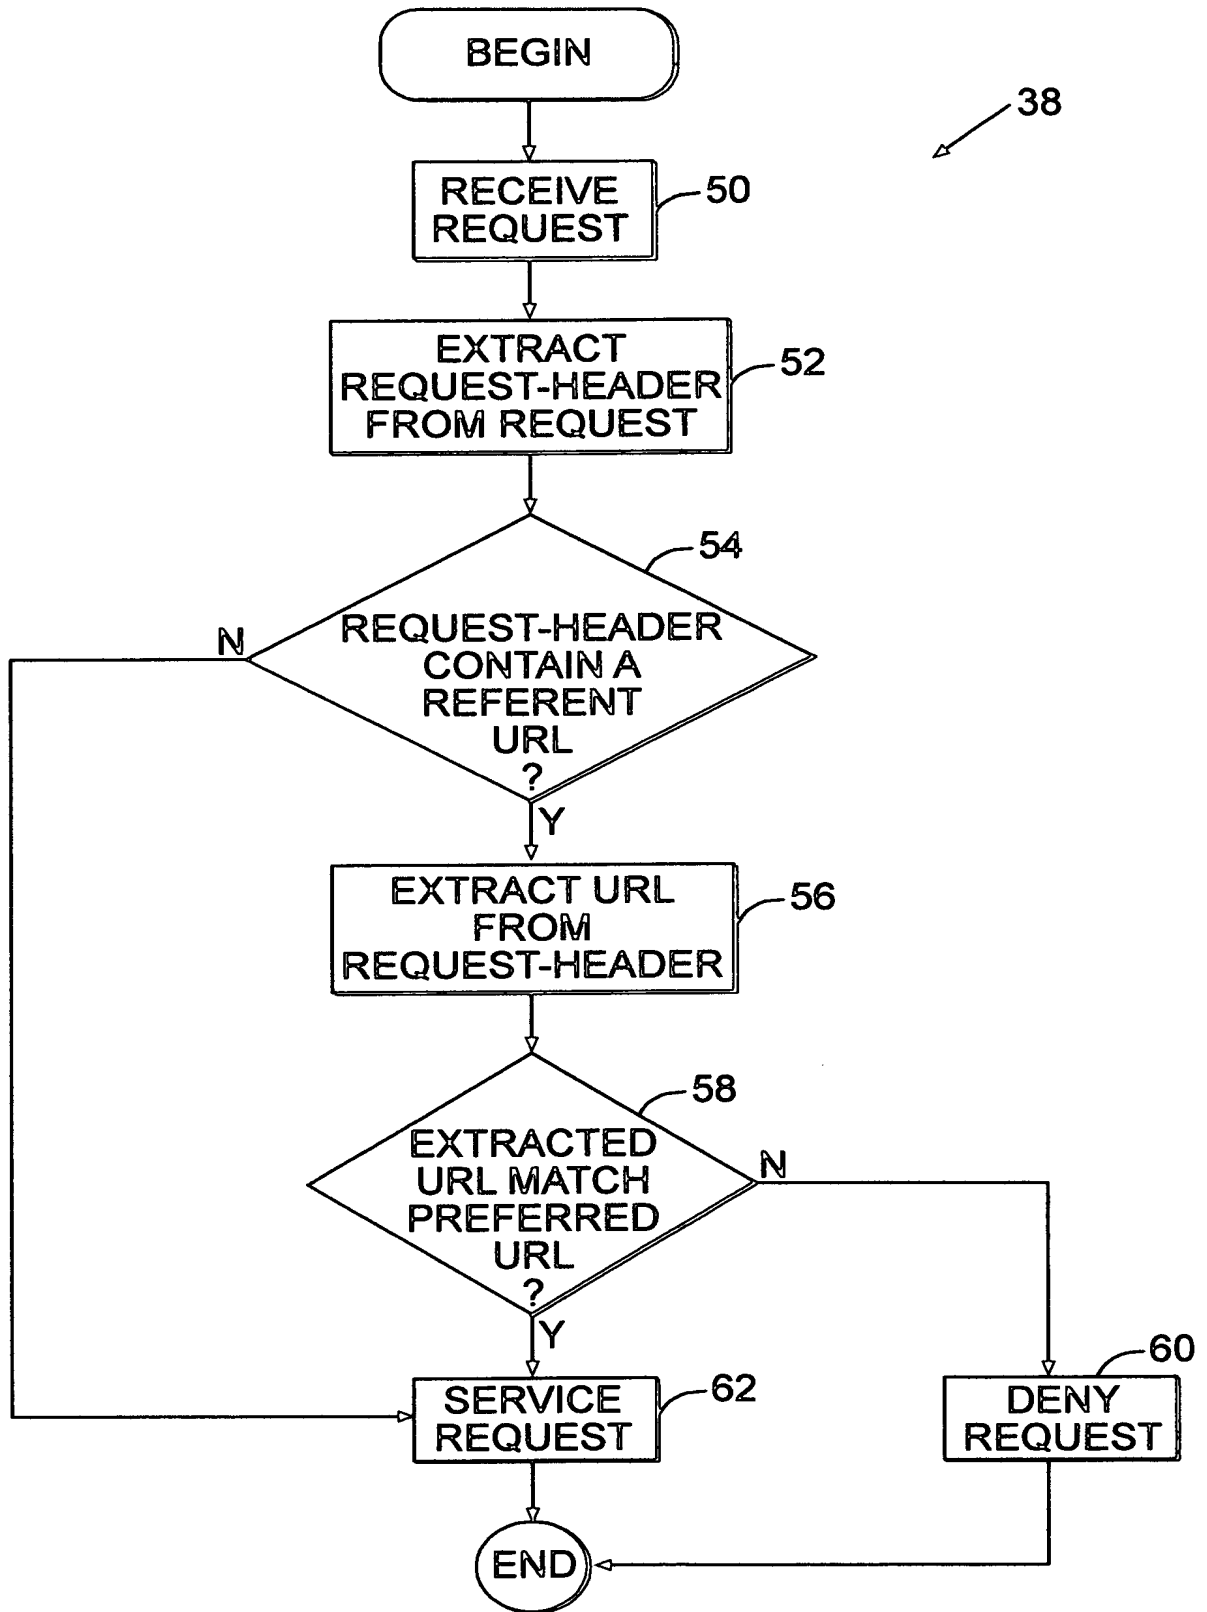 BEGIN
38
RECEIVE
REQUEST
50
EXTRACT
REQUEST-HEADER
FROM REQUEST
52
54
REQUEST-HEADER
CONTAIN A
REFERENT
URL
?
N
Y
EXTRACT URL
FROM
REQUEST-HEADER
56
58
EXTRACTED
URL MATCH
PREFERRED
URL
?
N
Y
SERVICE
REQUEST
62
60
DENY
REQUEST
END